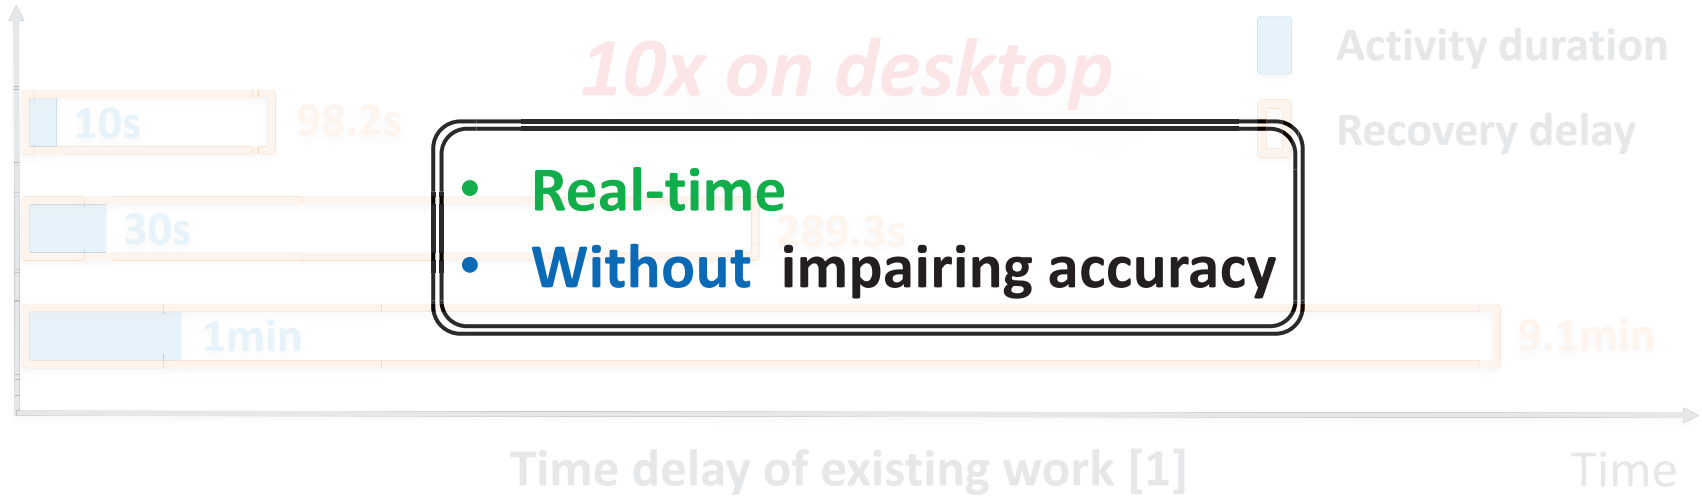 10x on desktop
Activity duration
10s
98.2s
Recovery delay
• Real-time
30s
289.3s
• Without impairing accuracy
1min
9.1min
Time delay of existing work [1]
Time